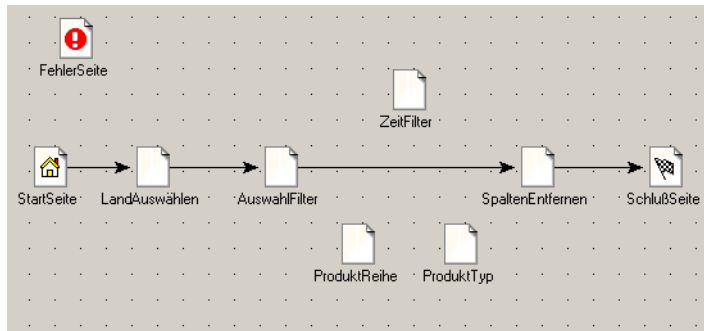 FehlerSeite
ZeitFilter
StartSeite
LandAuswählen
AuswahlFilter
SpaltenEntfernen
SchlußSeite
ProduktReihe
ProduktTyp